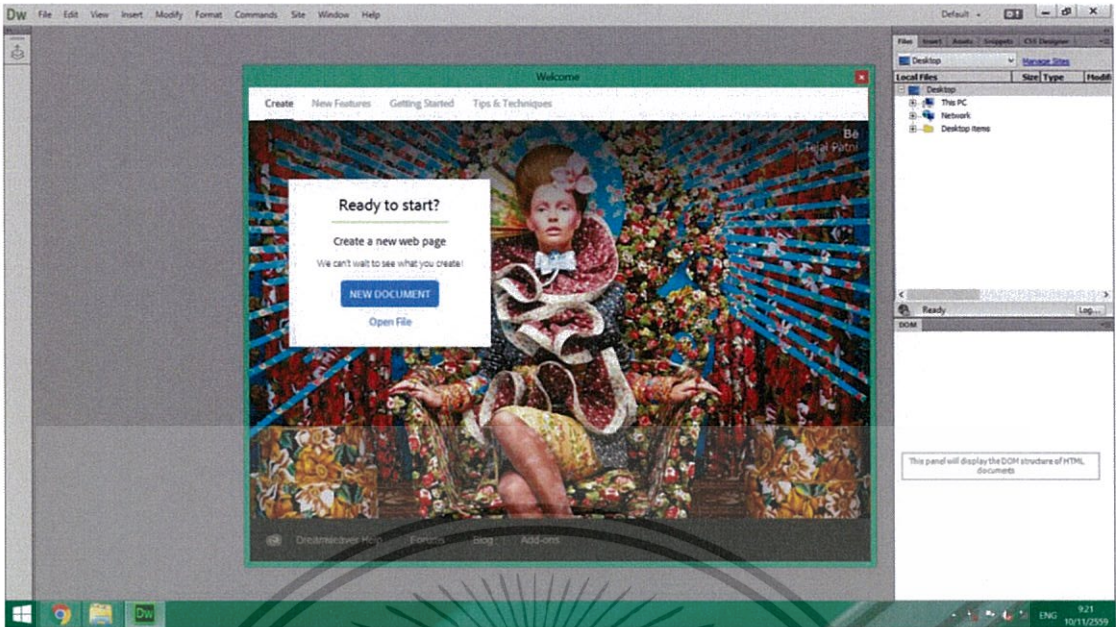 Dw File Edit View Insert Modify Format Commands Site Window Help
Default
Files Insert Assets Snippets CSS Designer
Desktop Manage Sites
Local Files Size Type Modifi
Desktop
This PC
Network
Desktop Items
Ready Log...
DOM
This panel will display the DOM structure of HTML
documents
Welcome
Create New Features Getting Started Tips & Techniques
Bē
Tejal Patni
Ready to start?
Create a new web page
We can't wait to see what you create!
NEW DOCUMENT
Open File
Dreamweaver Help Forums Blog Add-ons
Dw
ENG
9:21
10/11/2559